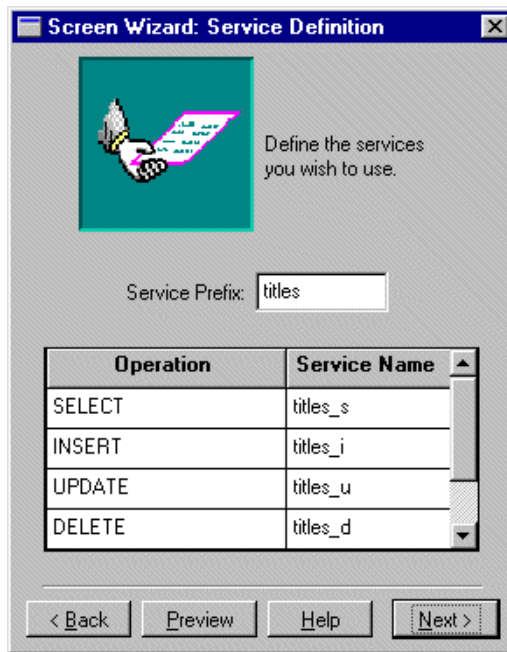 Screen Wizard: Service Definition
Define the services
you wish to use.
Service Prefix: titles
Operation Service Name
SELECT titles_s
INSERT titles_i
UPDATE titles_u
DELETE titles_d
< Back Preview Help Next >